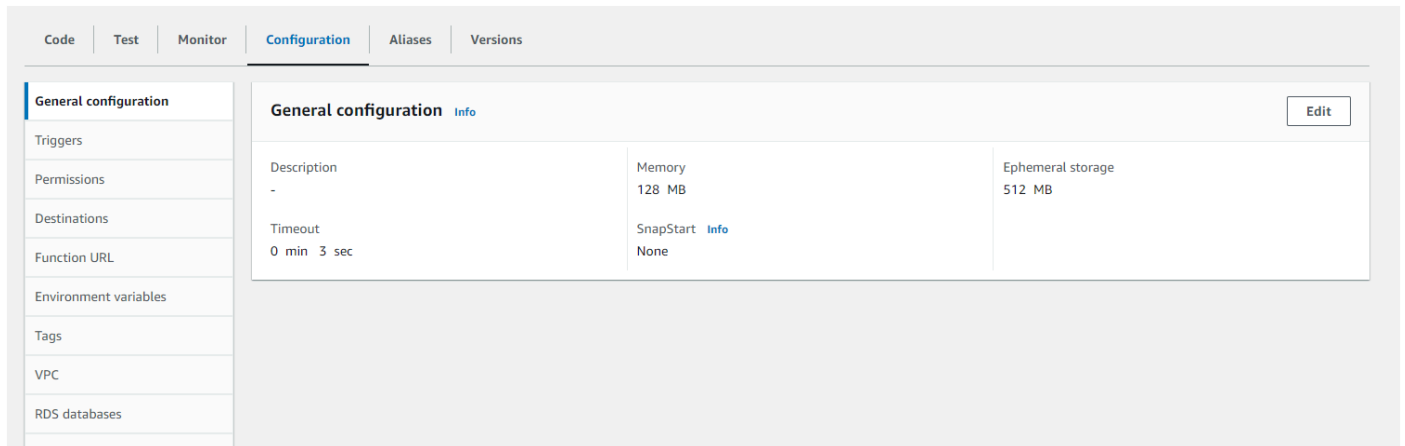 Code Test Monitor Configuration Aliases Versions
General configuration
Triggers
Permissions
Destinations
Function URL
Environment variables
Tags
VPC
RDS databases
General configuration Info
Edit
Description
-
Memory
128 MB
Ephemeral storage
512 MB
Timeout
0 min 3 sec
SnapStart Info
None